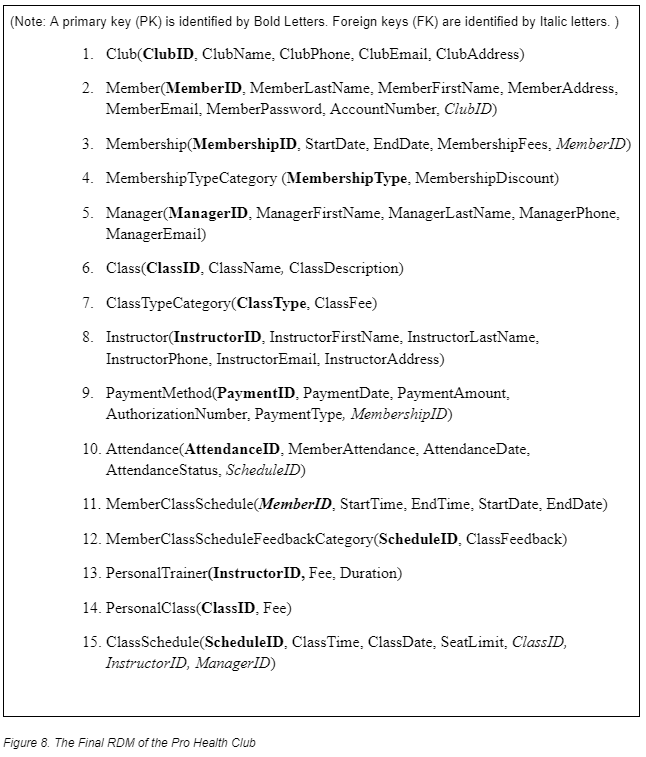 (Note: A primary key (PK) is identified by Bold Letters. Foreign keys (FK) are identified by Italic letters. )
1. Club(ClubID, ClubName, ClubPhone, ClubEmail, ClubAddress)
2. Member(MemberID, MemberLastName, MemberFirstName, MemberAddress,
MemberEmail, MemberPassword, AccountNumber, ClubID)
3. Membership(MembershipID, StartDate, EndDate, MembershipFees, MemberID)
4. MembershipTypeCategory (MembershipType, MembershipDiscount)
5. Manager(ManagerID, ManagerFirstName, ManagerLastName, ManagerPhone,
ManagerEmail)
6. Class(ClassID, ClassName, ClassDescription)
7. ClassTypeCategory(ClassType, ClassFee)
8. Instructor(InstructorID, InstructorFirstName, InstructorLastName,
InstructorPhone, InstructorEmail, InstructorAddress)
9. PaymentMethod(PaymentID, PaymentDate, PaymentAmount,
AuthorizationNumber, PaymentType, MembershipID)
10. Attendance(AttendanceID, MemberAttendance, AttendanceDate,
AttendanceStatus, ScheduleID)
11. MemberClassSchedule(MemberID, StartTime, EndTime, StartDate, EndDate)
12. MemberClassScheduleFeedbackCategory(ScheduleID, ClassFeedback)
13. PersonalTrainer(InstructorID, Fee, Duration)
14. PersonalClass(ClassID, Fee)
15. ClassSchedule(ScheduleID, ClassTime, ClassDate, SeatLimit, ClassID,
InstructorID, ManagerID)
Figure 8. The Final RDM of the Pro Health Club